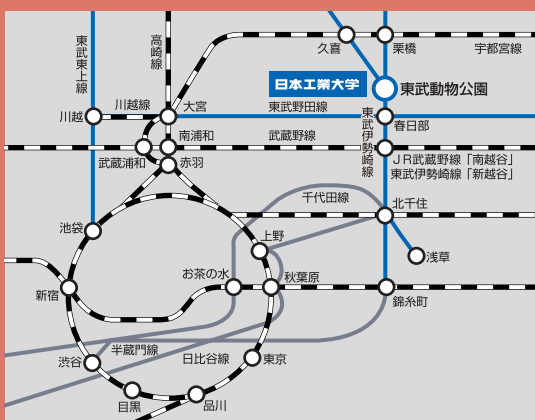 久喜
栗橋
宇都宮線
東武東上線
高崎線
日本工業大学
東武動物公園
川越線
大宮
東武野田線
川越
春日部
南浦和
武蔵野線
東武伊勢崎線
武蔵浦和
赤羽
JR武蔵野線「南越谷」
東武伊勢崎線「新越谷」
千代田線
北千住
池袋
上野
浅草
お茶の水
秋葉原
新宿
錦糸町
半蔵門線
日比谷線
東京
渋谷
目黒
品川